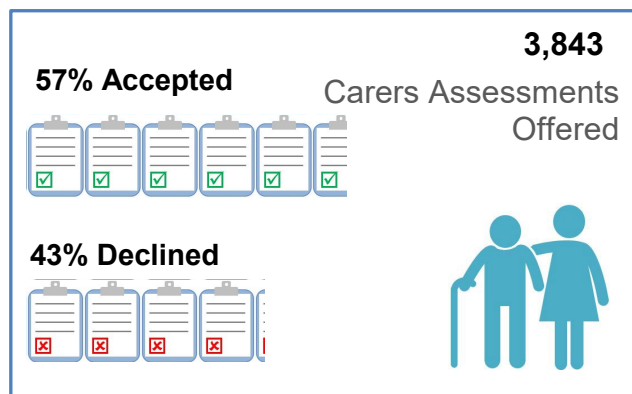 3,843
57% Accepted
Carers Assessments
Offered
43% Declined